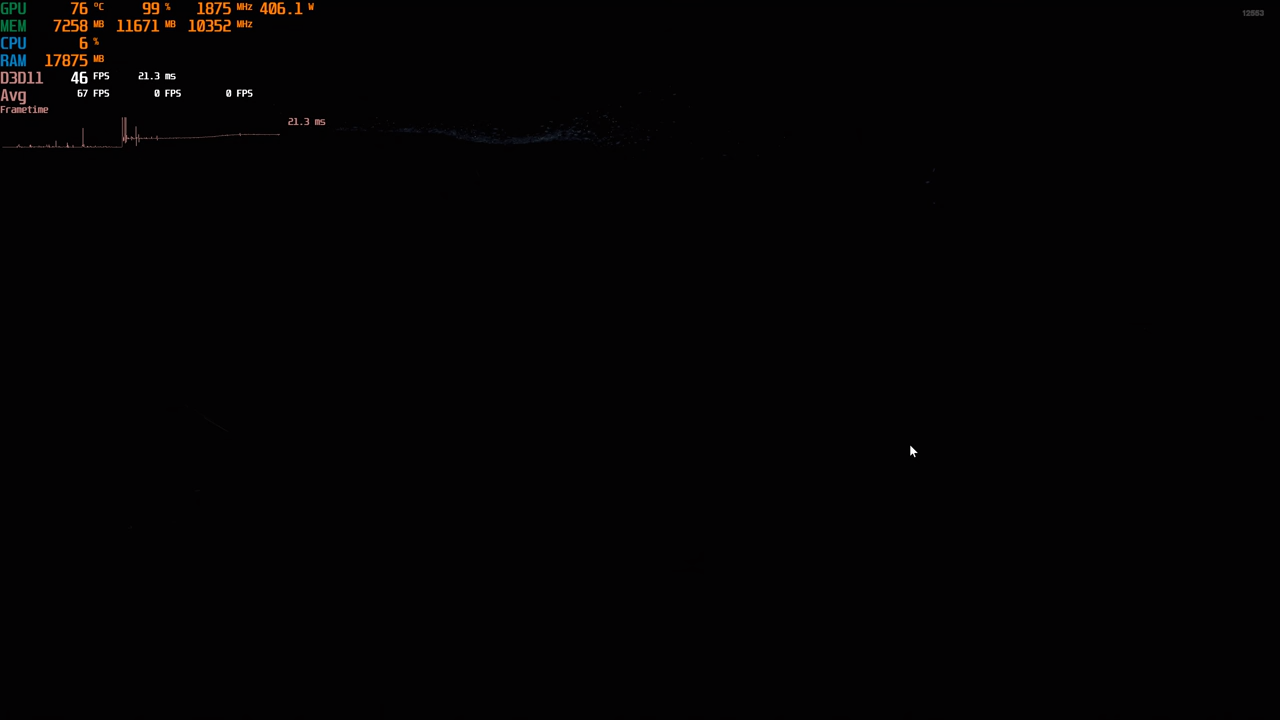 GPU 76 °C 99 % 1875 MHz 406.1 W
MEM 7258 MB 11671 MB 10352 MHz
CPU 6 %
RAM 17875 MB
D3D11 46 FPS 21.3 ms
Avg 67 FPS 0 FPS 0 FPS
Frametime
21.3 ms
12553